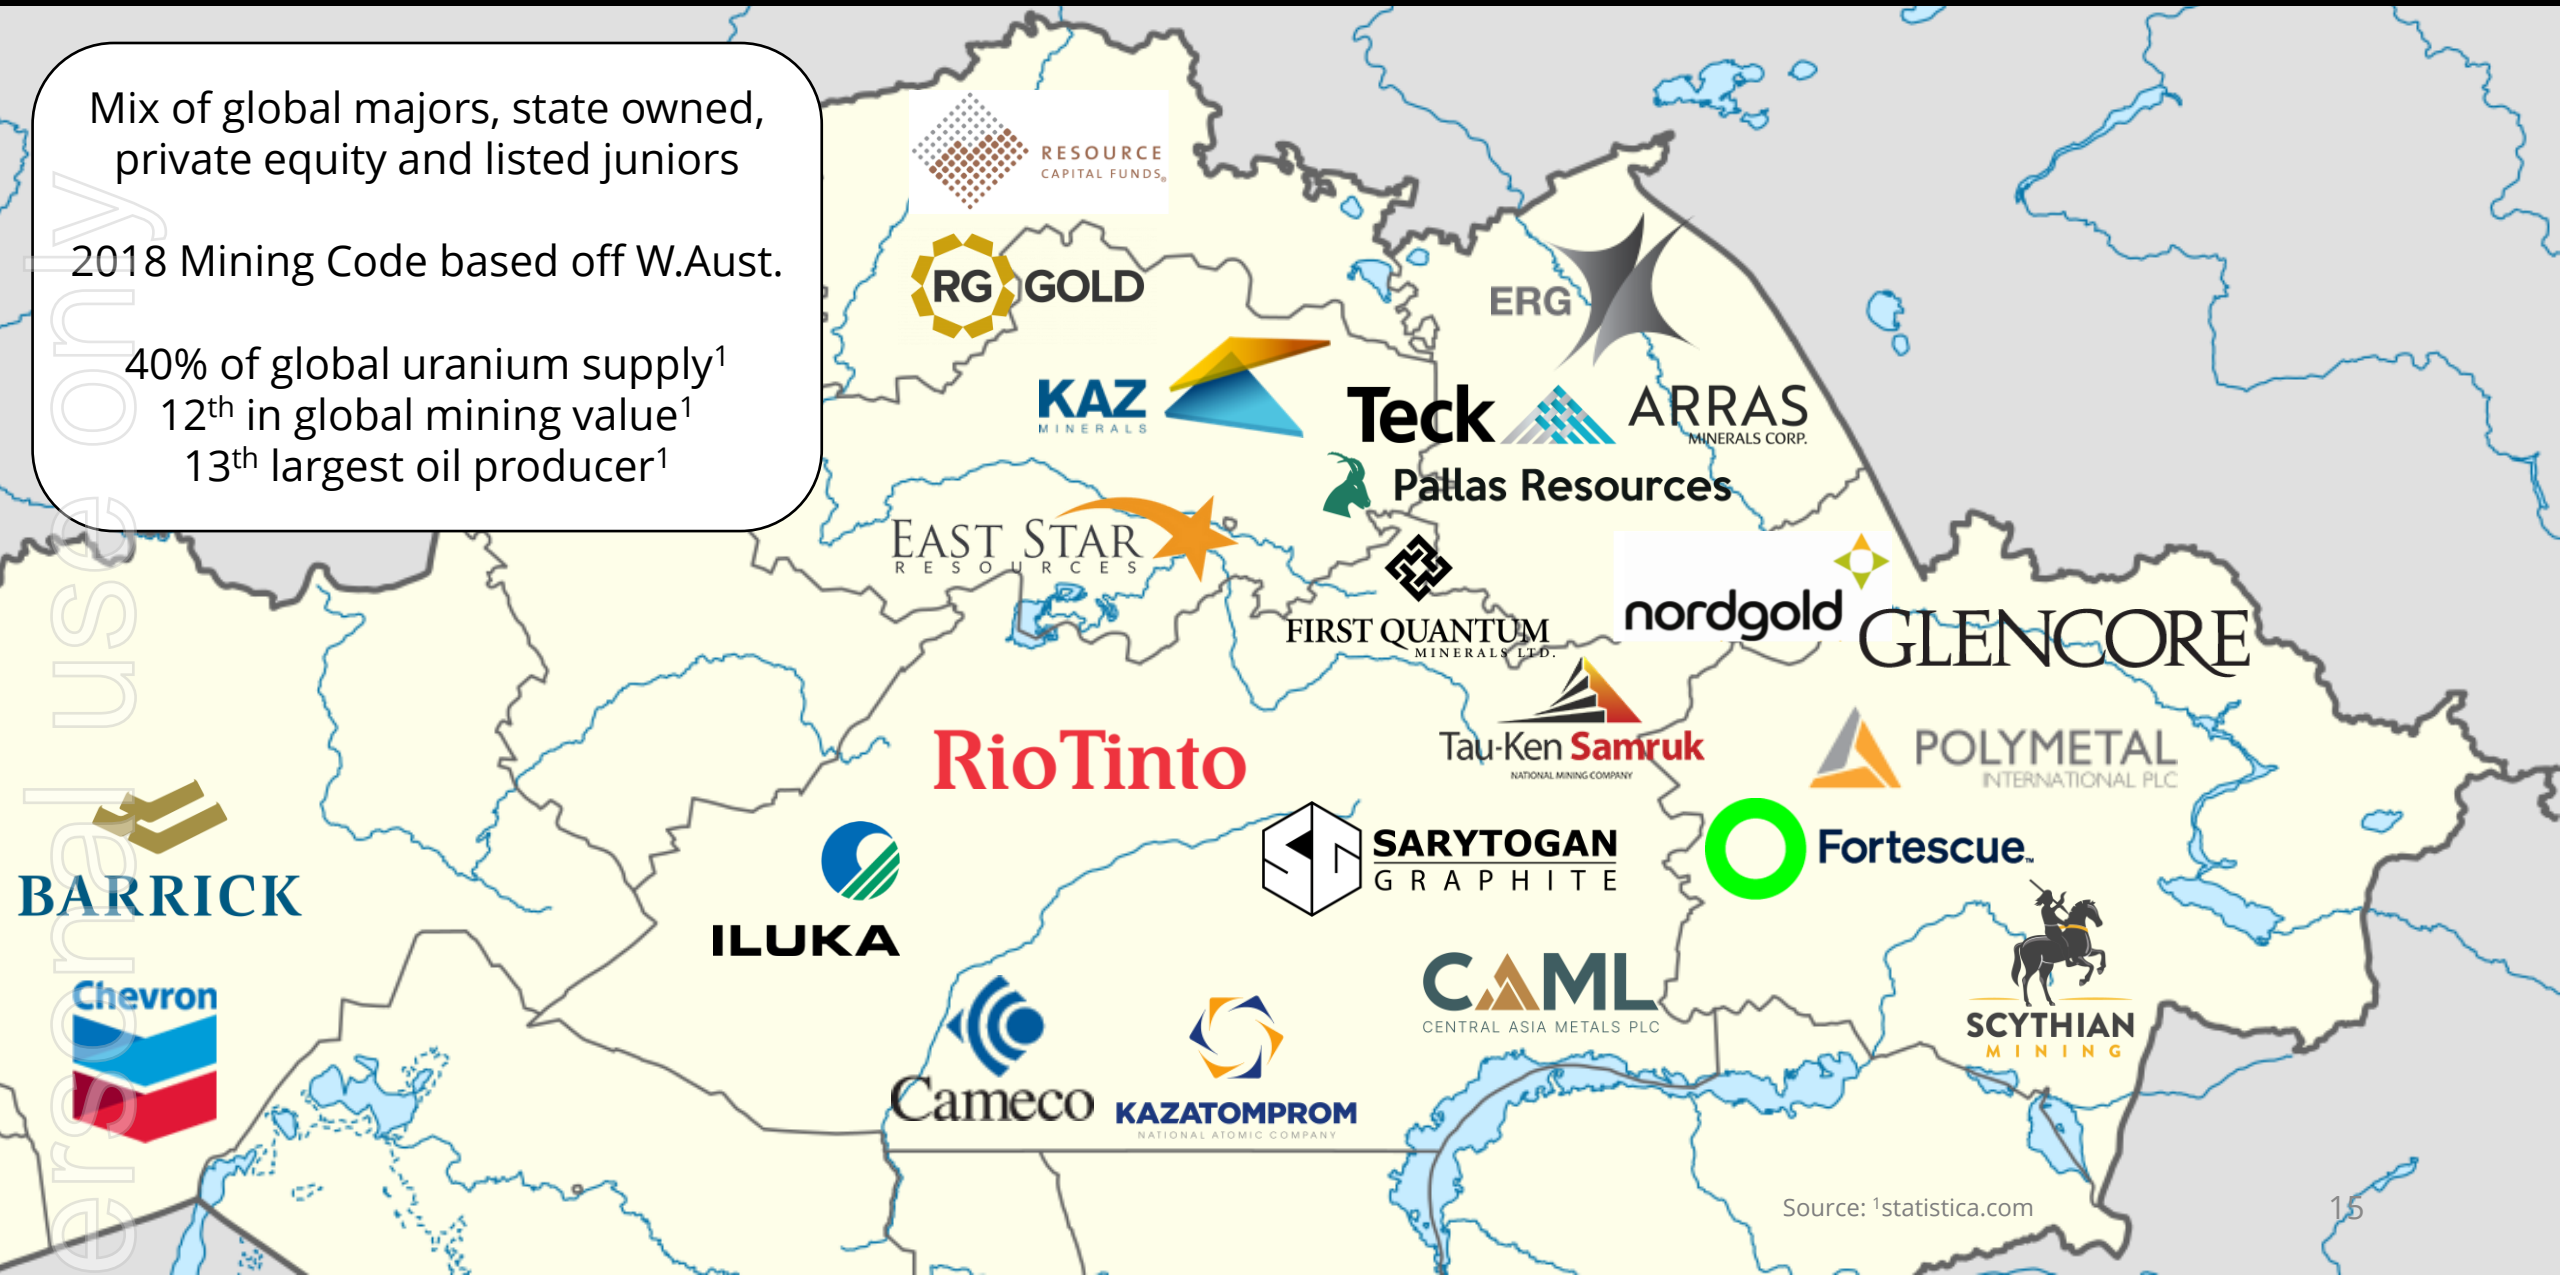 Mix of global majors, state owned,
private equity and listed juniors
2018 Mining Code based off W.Aust.
40% of global uranium supply1
12th in global mining value1
13th largest oil producer1
RESOURCE
CAPITAL FUNDS®
RG GOLD
ERG
KAZ
MINERALS
Teck
ARRAS
MINERALS CORP.
Pallas Resources
EAST STAR
RESOURCES
FIRST QUANTUM
MINERALS LTD.
nordgold
GLENCORE
RioTinto
Tau-Ken Samruk
NATIONAL MINING COMPANY
POLYMETAL
INTERNATIONAL PLC
BARRICK
ILUKA
SARYTOGAN
GRAPHITE
Fortescue™
Chevron
Cameco
KAZATOMPROM
NATIONAL ATOMIC COMPANY
CAML
CENTRAL ASIA METALS PLC
SCYTHIAN
MINING
Source: 1statistica.com
15
ersonal use only